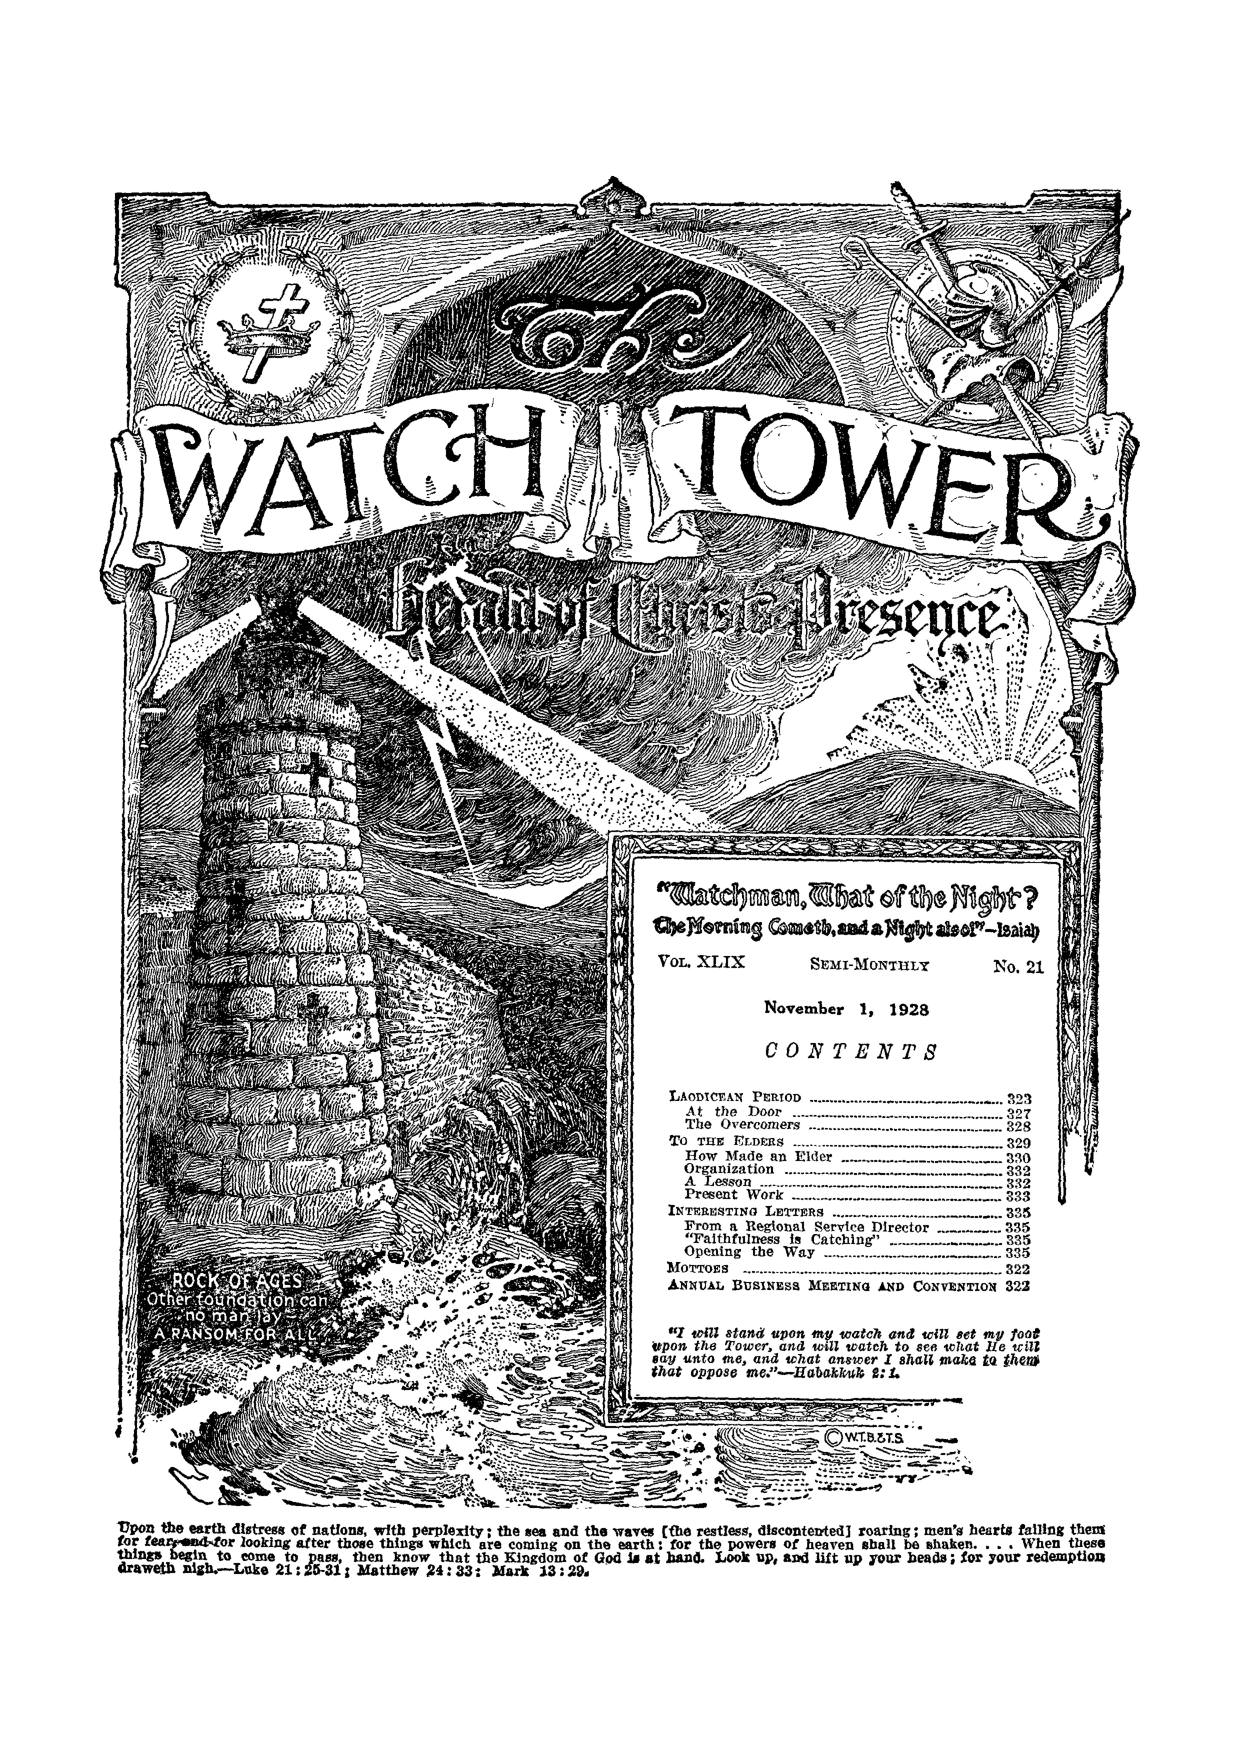 The
WATCH TOWER
And
Herald of Christ's Presence
"Watchman, What of the Night?
The Morning Cometh, and a Night also!"—Isaiah
VOL. XLIX SEMI-MONTHLY No. 21
November 1, 1928
CONTENTS
LAODICEAN PERIOD 323
At the Door 327
The Overcomers 328
TO THE ELDERS 329
How Made an Elder 330
Organization 332
A Lesson 332
Present Work 333
INTERESTING LETTERS 335
From a Regional Service Director 335
"Faithfulness is Catching" 335
Opening the Way 335
MOTTOES 322
ANNUAL BUSINESS MEETING AND CONVENTION 322
"I will stand upon my watch and will set my foot
upon the Tower, and will watch to see what He will
say unto me, and what answer I shall make to them
that oppose me."—Habakkuk 2:1.
ROCK OF AGES
Other foundation can
no man lay
A RANSOM FOR ALL
©W.T.B.&T.S.
Upon the earth distress of nations, with perplexity; the sea and the waves [the restless, discontented] roaring; men's hearts failing them
for fear and for looking after those things which are coming on the earth: for the powers of heaven shall be shaken. . . . When these
things begin to come to pass, then know that the Kingdom of God is at hand. Look up, and lift up your heads; for your redemption
draweth nigh.—Luke 21:25-31; Matthew 24:33; Mark 13:29.